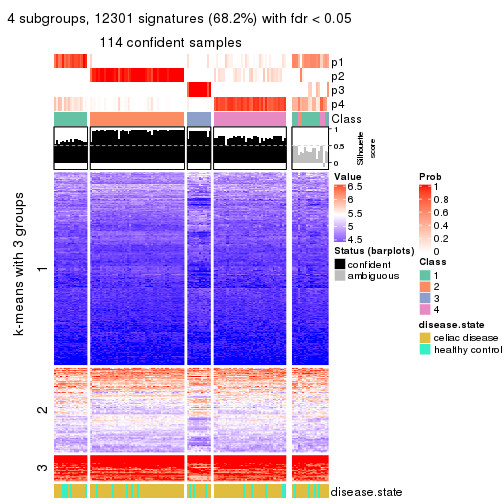 4 subgroups, 12301 signatures (68.2%) with fdr < 0.05
114 confident samples
p1
p2
p3
p4
Class
1
0.5
0
Silhouette
score
k-means with 3 groups
1
2
3
disease.state
Value
6.5
6
5.5
5
4.5
Status (barplots)
confident
ambiguous
Prob
1
0.8
0.6
0.4
0.2
0
Class
1
2
3
4
disease.state
celiac disease
healthy control